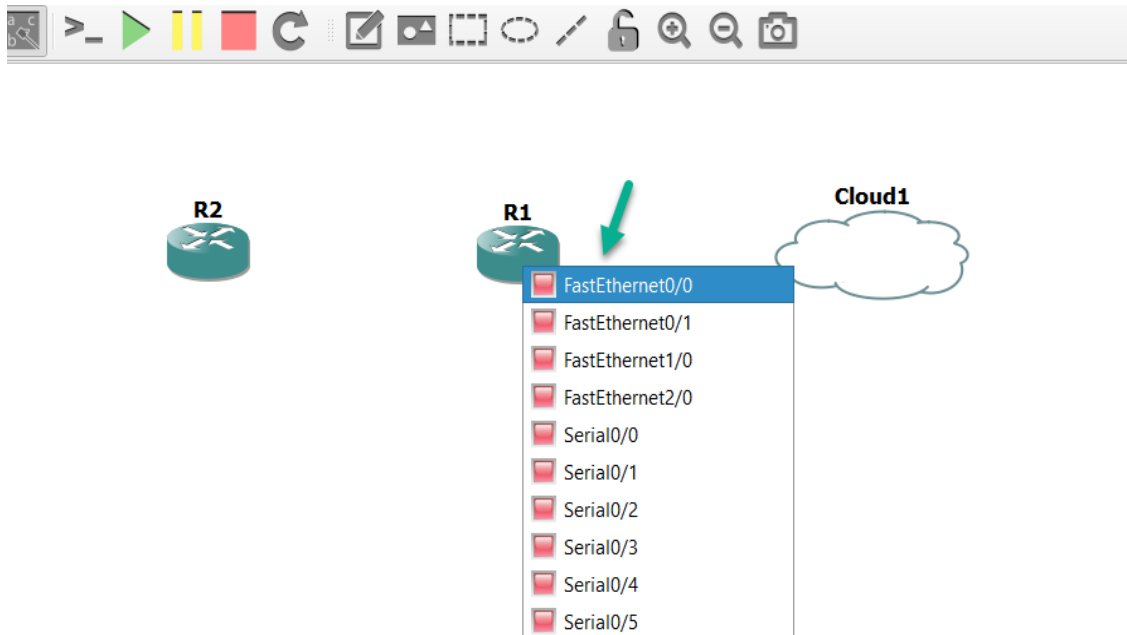 R2
R1
Cloud1
FastEthernet0/0
FastEthernet0/1
FastEthernet1/0
FastEthernet2/0
Serial0/0
Serial0/1
Serial0/2
Serial0/3
Serial0/4
Serial0/5